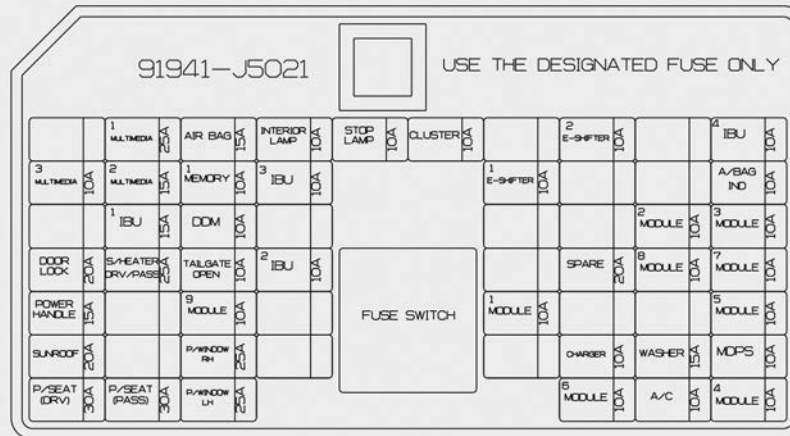 91941-J5021
USE THE DESIGNATED FUSE ONLY
1 MULTIMEDIA 25A
AIR BAG 15A
INTERIOR LAMP 10A
STOP LAMP 10A
CLUSTER 10A
2 E-SHIFTER 10A
4 IBU 10A
3 MULTIMEDIA 10A
2 MULTIMEDIA 15A
1 MEMORY 10A
3 IBU 10A
1 E-SHIFTER 10A
A/BAG IND 10A
1 IBU 15A
DDM 10A
2 MODULE 10A
3 MODULE 10A
DOOR LOCK 20A
S/HEATER DRV/PASS 25A
TAILGATE OPEN 10A
2 IBU 10A
SPARE 20A
8 MODULE 10A
7 MODULE 10A
POWER HANDLE 15A
9 MODULE 10A
FUSE SWITCH
1 MODULE 10A
5 MODULE 10A
SUNROOF 20A
P/WINDOW RH 25A
CHARGER 10A
WASHER 15A
MDPS 10A
P/SEAT (DRV) 30A
P/SEAT (PASS) 30A
P/WINDOW LH 25A
6 MODULE 10A
A/C 10A
4 MODULE 10A